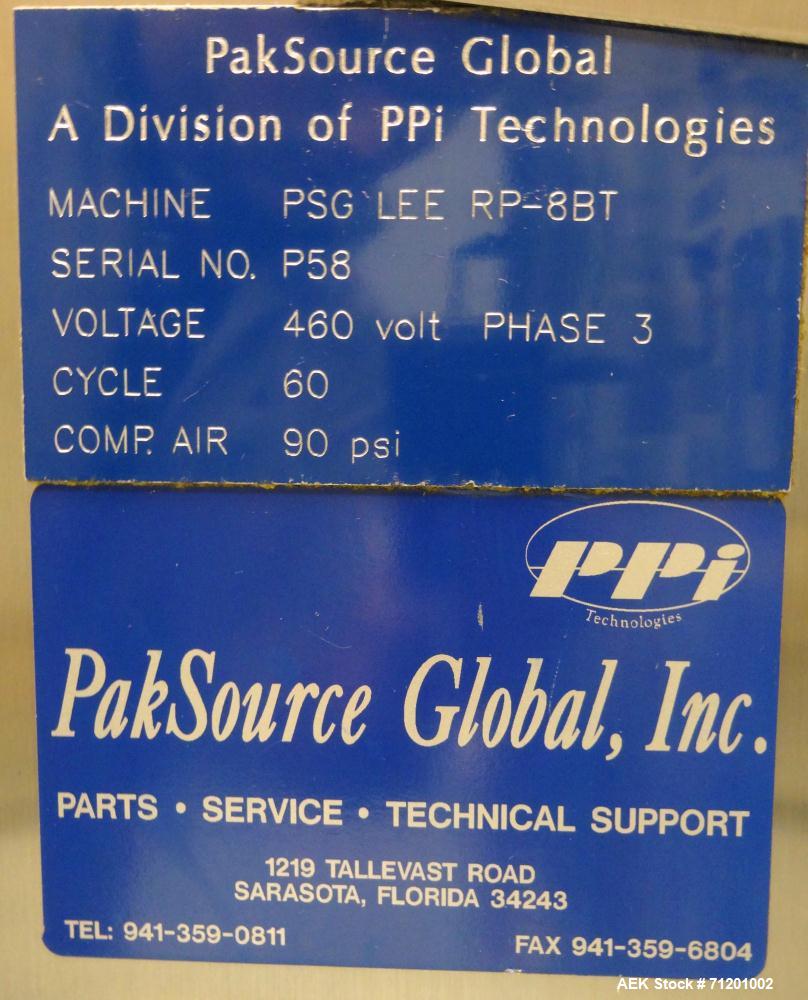 PakSource Global
A Division of PPi Technologies
MACHINE PSG LEE RP-8BT
SERIAL NO. P58
VOLTAGE 460 volt PHASE 3
CYCLE 60
COMP. AIR 90 psi
PPi
Technologies
PakSource Global, Inc.
PARTS • SERVICE • TECHNICAL SUPPORT
1219 TALLEVAST ROAD
SARASOTA, FLORIDA 34243
TEL: 941-359-0811 FAX 941-359-6804
AEK Stock # 71201002